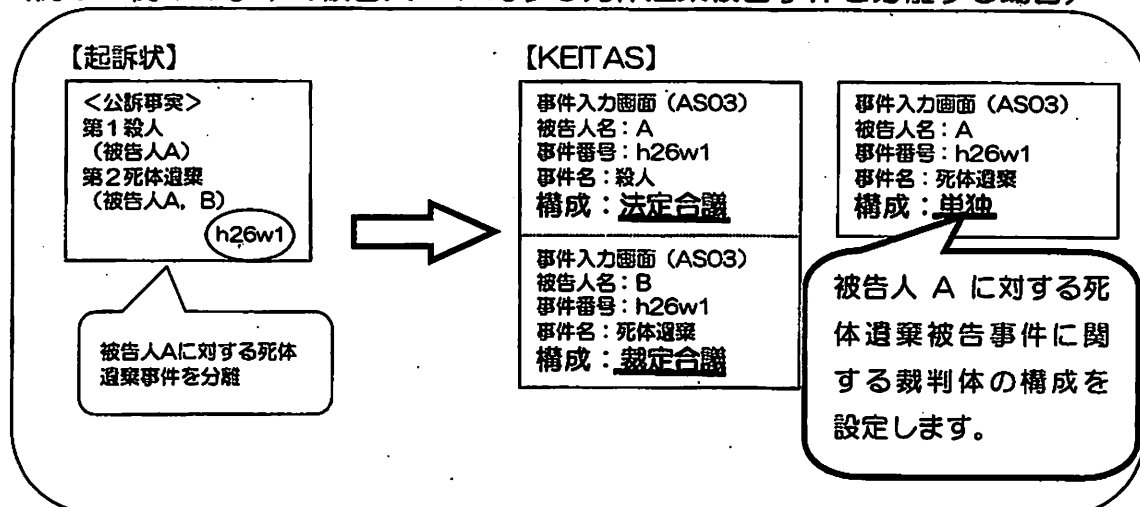 【起訴状】
<公訴事実>
第1殺人
(被告人A)
第2死体遺棄
(被告人A,B)
h26w1
被告人Aに対する死体
遺棄事件を分離
【KEITAS】
事件入力画面(AS03)
被告人名:A
事件番号:h26w1
事件名:殺人
構成:法定合議
事件入力画面(AS03)
被告人名:B
事件番号:h26w1
事件名:死体遺棄
構成:裁定合議
事件入力画面(AS03)
被告人名:A
事件番号:h26w1
事件名:死体遺棄
構成:単独
被告人 A に対する死
体遺棄被告事件に関
する裁判体の構成を
設定します。